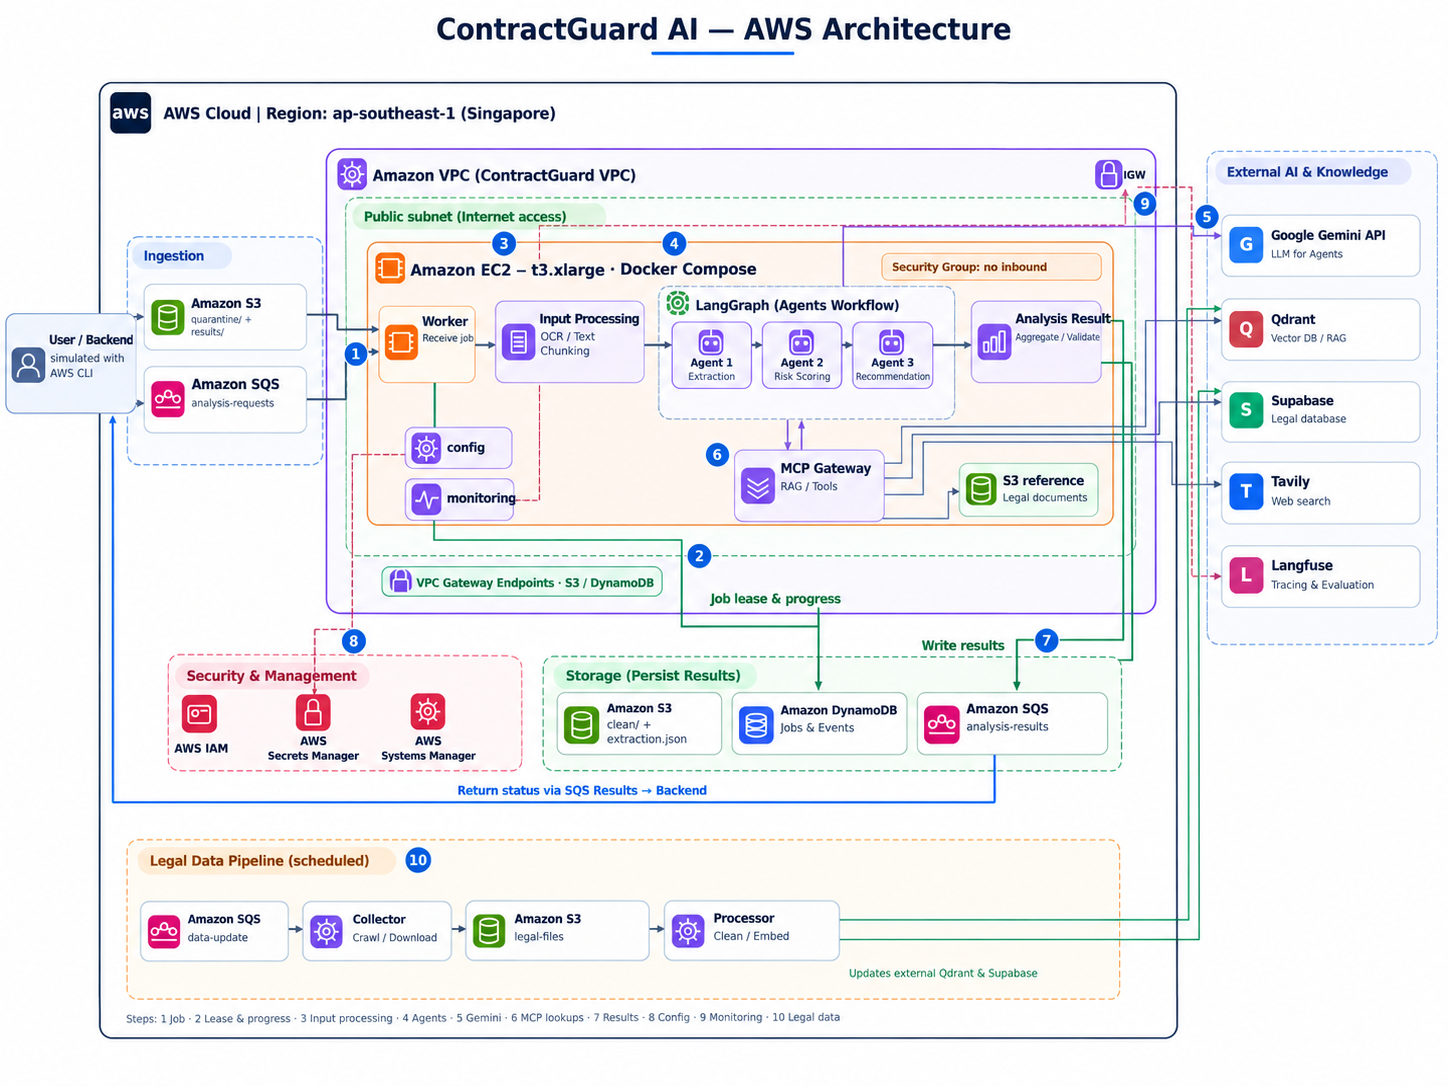 ContractGuard AI — AWS Architecture
aws
AWS Cloud | Region: ap-southeast-1 (Singapore)
Amazon VPC (ContractGuard VPC)
IGW
External AI & Knowledge
Public subnet (Internet access)
9
5
3
4
Ingestion
Amazon EC2 – t3.xlarge · Docker Compose
Security Group: no inbound
G
Google Gemini API
LLM for Agents
Amazon S3
quarantine/ +
results/
LangGraph (Agents Workflow)
User / Backend
simulated with
AWS CLI
1
Worker
Receive job
Input Processing
OCR / Text
Chunking
Agent 1
Extraction
Agent 2
Risk Scoring
Agent 3
Recommendation
Analysis Result
Aggregate / Validate
Q
Qdrant
Vector DB / RAG
Amazon SQS
analysis-requests
S
Supabase
Legal database
config
6
MCP Gateway
RAG / Tools
S3 reference
Legal documents
T
Tavily
Web search
monitoring
2
VPC Gateway Endpoints · S3 / DynamoDB
L
Langfuse
Tracing & Evaluation
Job lease & progress
8
Write results
7
Security & Management
AWS IAM
AWS
Secrets Manager
AWS
Systems Manager
Storage (Persist Results)
Amazon S3
clean/ +
extraction.json
Amazon DynamoDB
Jobs & Events
Amazon SQS
analysis-results
Return status via SQS Results → Backend
Legal Data Pipeline (scheduled)
10
Amazon SQS
data-update
Collector
Crawl / Download
Amazon S3
legal-files
Processor
Clean / Embed
Updates external Qdrant & Supabase
Steps: 1 Job · 2 Lease & progress · 3 Input processing · 4 Agents · 5 Gemini · 6 MCP lookups · 7 Results · 8 Config · 9 Monitoring · 10 Legal data